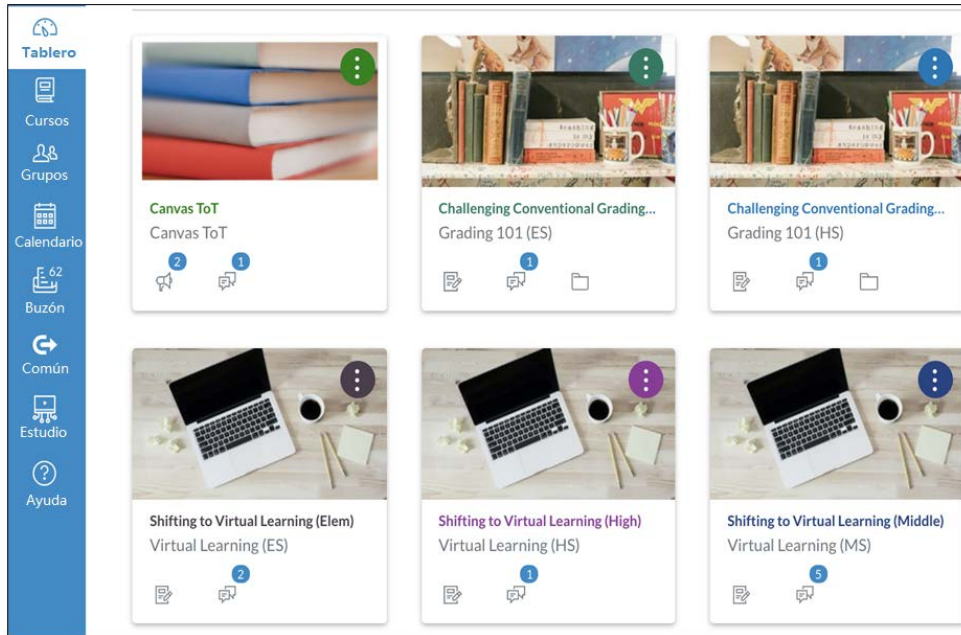 Tablero
Cursos
Grupos
Calendario
62
Buzón
Común
Estudio
Ayuda
Canvas ToT
Canvas ToT
2
1
Challenging Conventional Grading...
Grading 101 (ES)
1
Challenging Conventional Grading...
Grading 101 (HS)
1
Shifting to Virtual Learning (Elem)
Virtual Learning (ES)
2
Shifting to Virtual Learning (High)
Virtual Learning (HS)
1
Shifting to Virtual Learning (Middle)
Virtual Learning (MS)
5